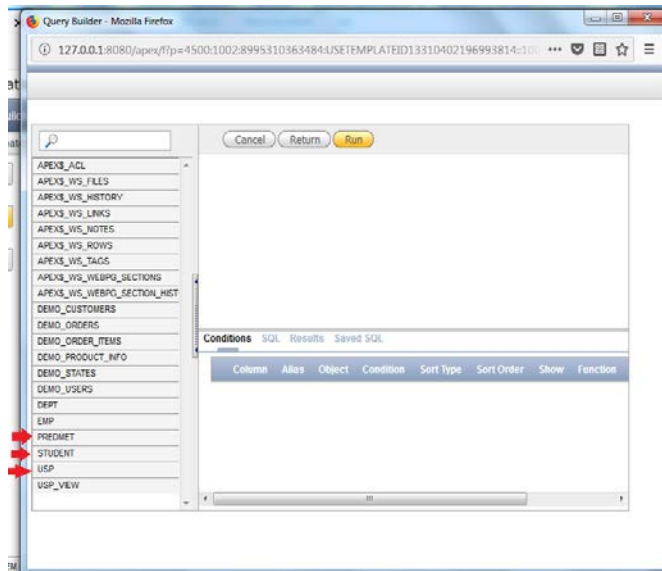 Query Builder - Mozilla Firefox
127.0.0.1:8080/apex/f?p=4500:1002:8995310363484:USETEMPLATEID13310402196993814::10
Cancel Return Run
APEX$_ACL
APEX$_WS_FILES
APEX$_WS_HISTORY
APEX$_WS_LINKS
APEX$_WS_NOTES
APEX$_WS_ROWS
APEX$_WS_TAGS
APEX$_WS_WEBPG_SECTIONS
APEX$_WS_WEBPG_SECTION_HIST
DEMO_CUSTOMERS
DEMO_ORDERS
DEMO_ORDER_ITEMS
DEMO_PRODUCT_INFO
DEMO_STATES
DEMO_USERS
DEPT
EMP
PREDMET
STUDENT
USP
USP_VIEW
Conditions SQL Results Saved SQL
Column Alias Object Condition Sort Type Sort Order Show Function